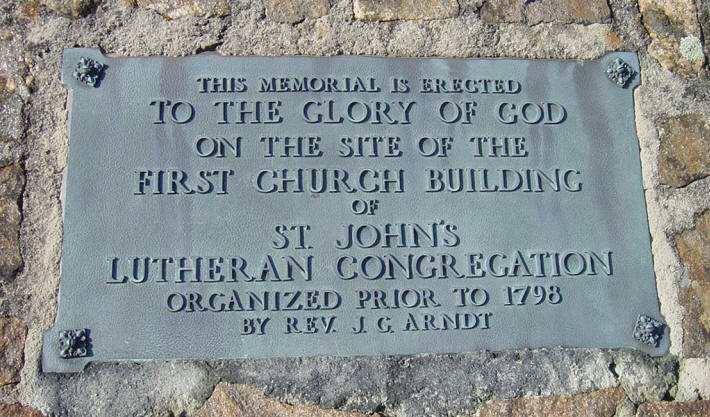 THIS MEMORIAL IS ERECTED
TO THE GLORY OF GOD
ON THE SITE OF THE
FIRST CHURCH BUILDING
OF
ST. JOHN'S
LUTHERAN CONGREGATION
ORGANIZED PRIOR TO 1798
BY REV. J. G. ARNDT